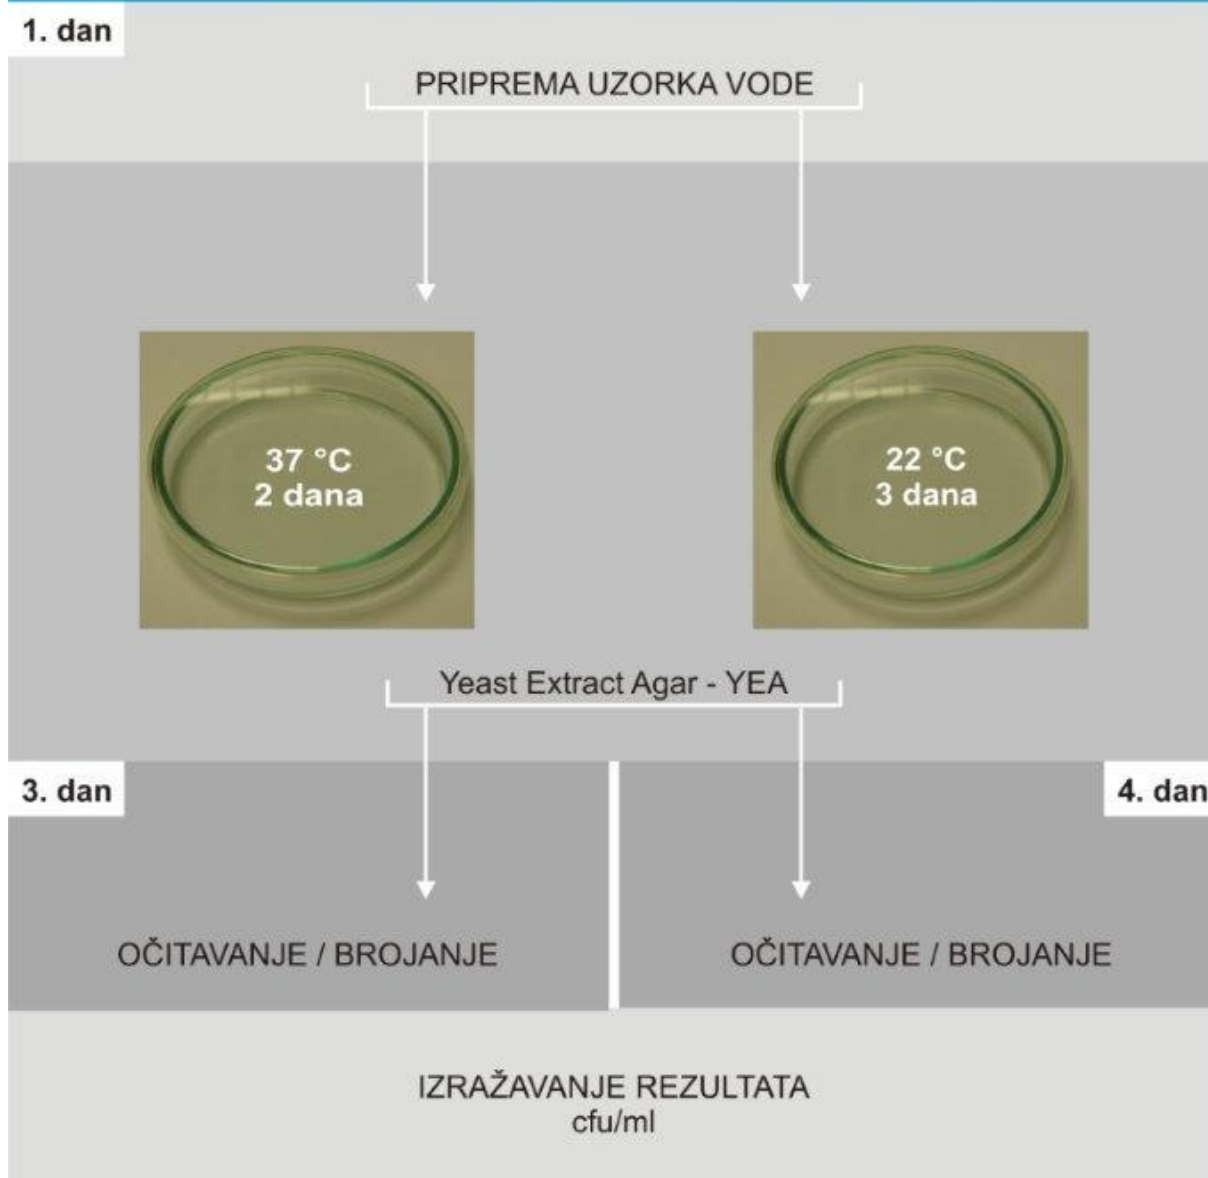 1. dan
PRIPREMA UZORKA VODE
37 °C
2 dana
22 °C
3 dana
Yeast Extract Agar - YEA
3. dan
4. dan
OČITAVANJE / BROJANJE
OČITAVANJE / BROJANJE
IZRAŽAVANJE REZULTATA
cfu/ml